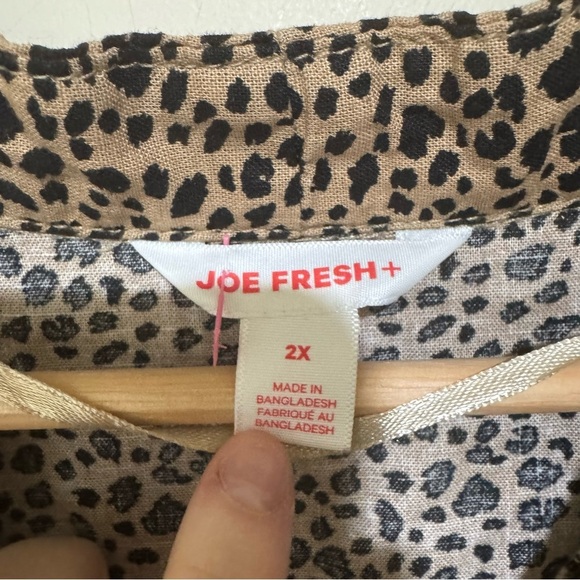 JOE FRESH+
2X
MADE IN
BANGLADESH
FABRIQUÉ AU
BANGLADESH